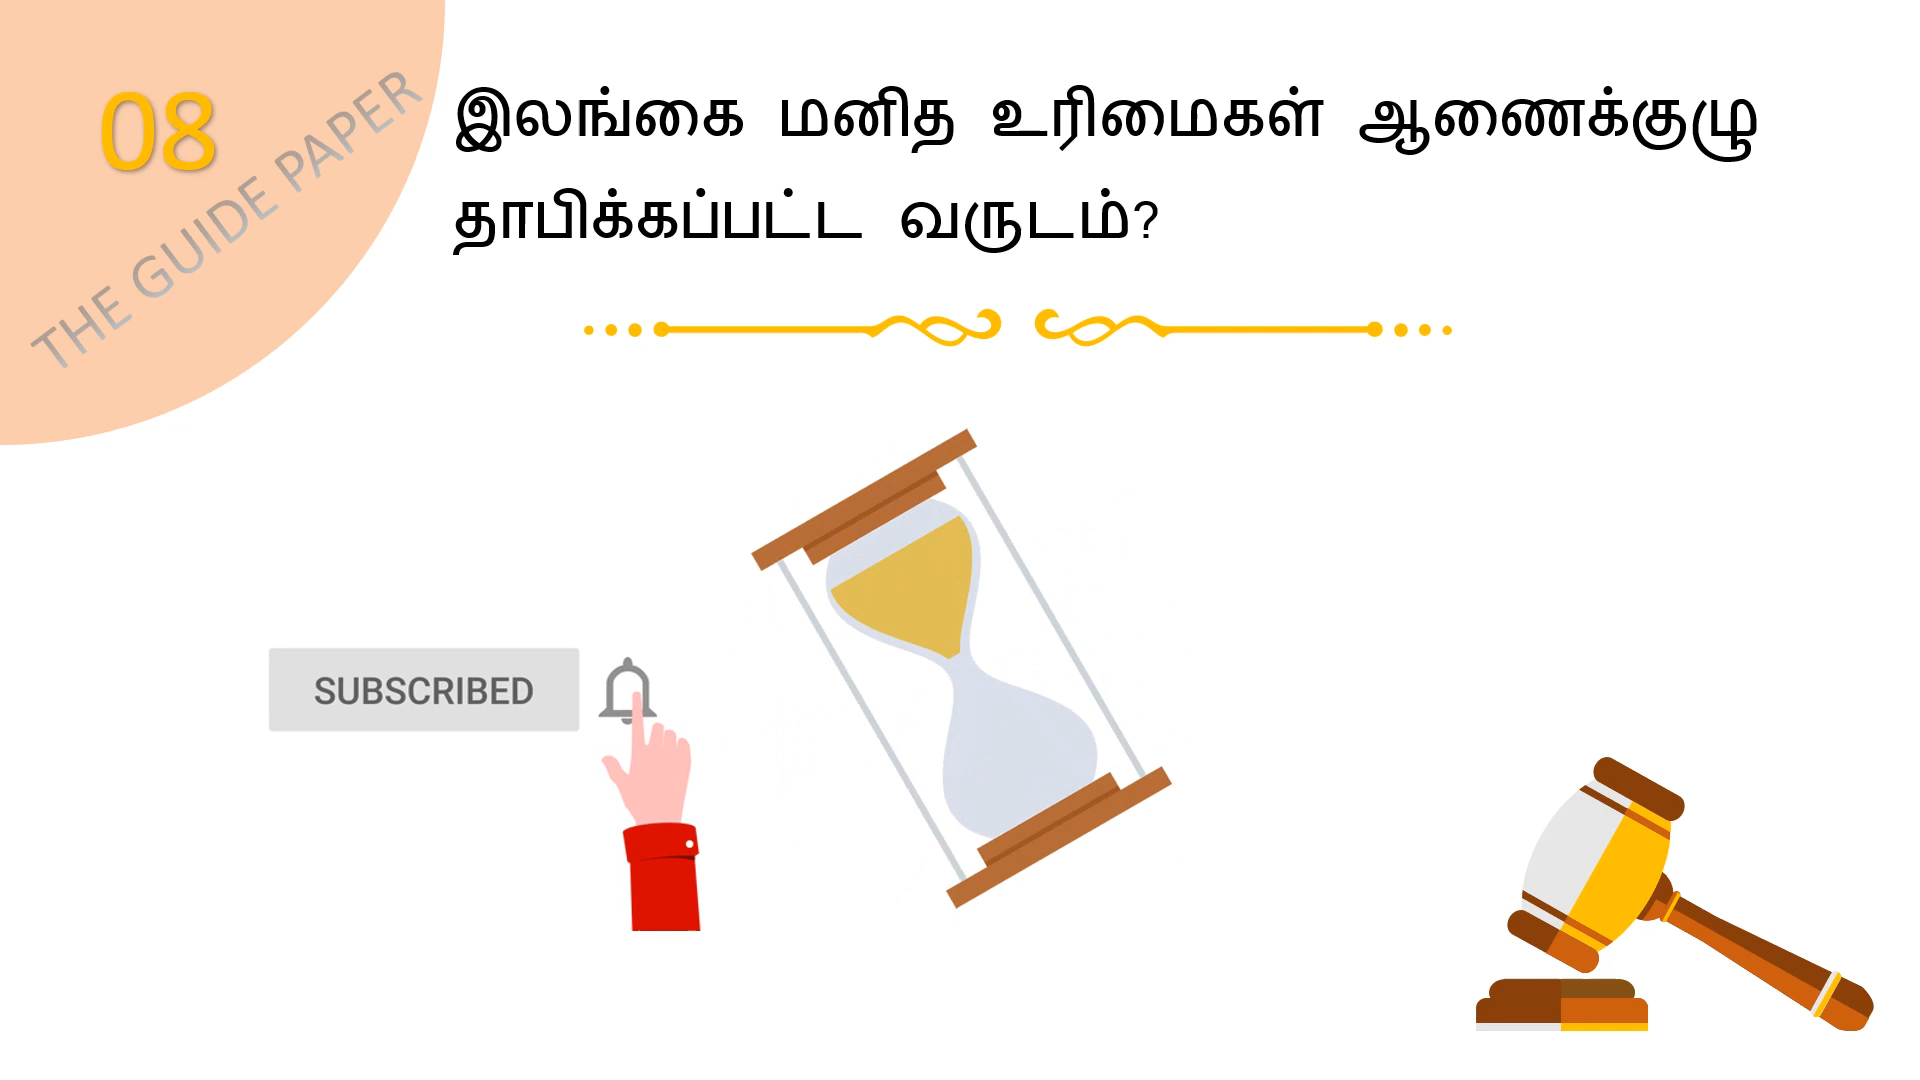 08
THE GUIDE PAPER
இலங்கை மனித உரிமைகள் ஆணைக்குழு
தாபிக்கப்பட்ட வருடம்?
SUBSCRIBED